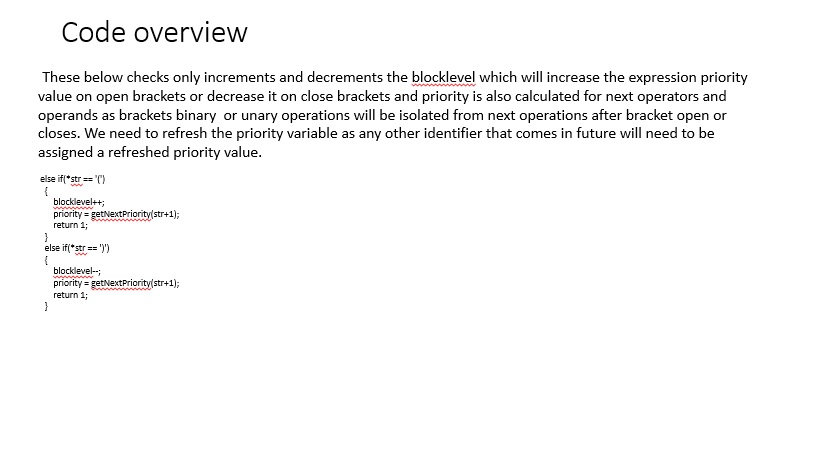 Code overview
These below checks only increments and decrements the blocklevel which will increase the expression priority
value on open brackets or decrease it on close brackets and priority is also calculated for next operators and
operands as brackets binary or unary operations will be isolated from next operations after bracket open or
closes. We need to refresh the priority variable as any other identifier that comes in future will need to be
assigned a refreshed priority value.
else if(*str == '(')
{
blocklevel++;
priority = getNextPriority(str+1);
return 1;
}
else if(*str == ')')
{
blocklevel--;
priority = getNextPriority(str+1);
return 1;
}